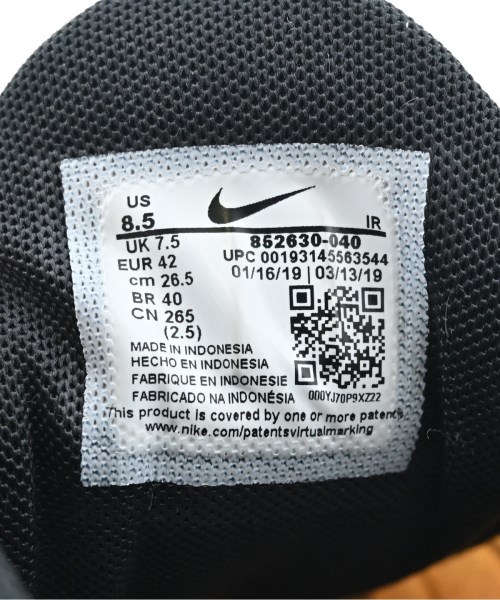 US
8.5
IR
UK 7.5
852630-040
EUR 42
UPC 00193145563544
cm 26.5
01/16/19 | 03/13/19
BR 40
CN 265
(2.5)
MADE IN INDONESIA
HECHO EN INDONESIA
FABRIQUE EN INDONESIE
FABRICADO NA INDONÉSIA
000YJ70P9XZ22
This product is covered by one or more patents
www.nike.com/patentsvirtualmarking